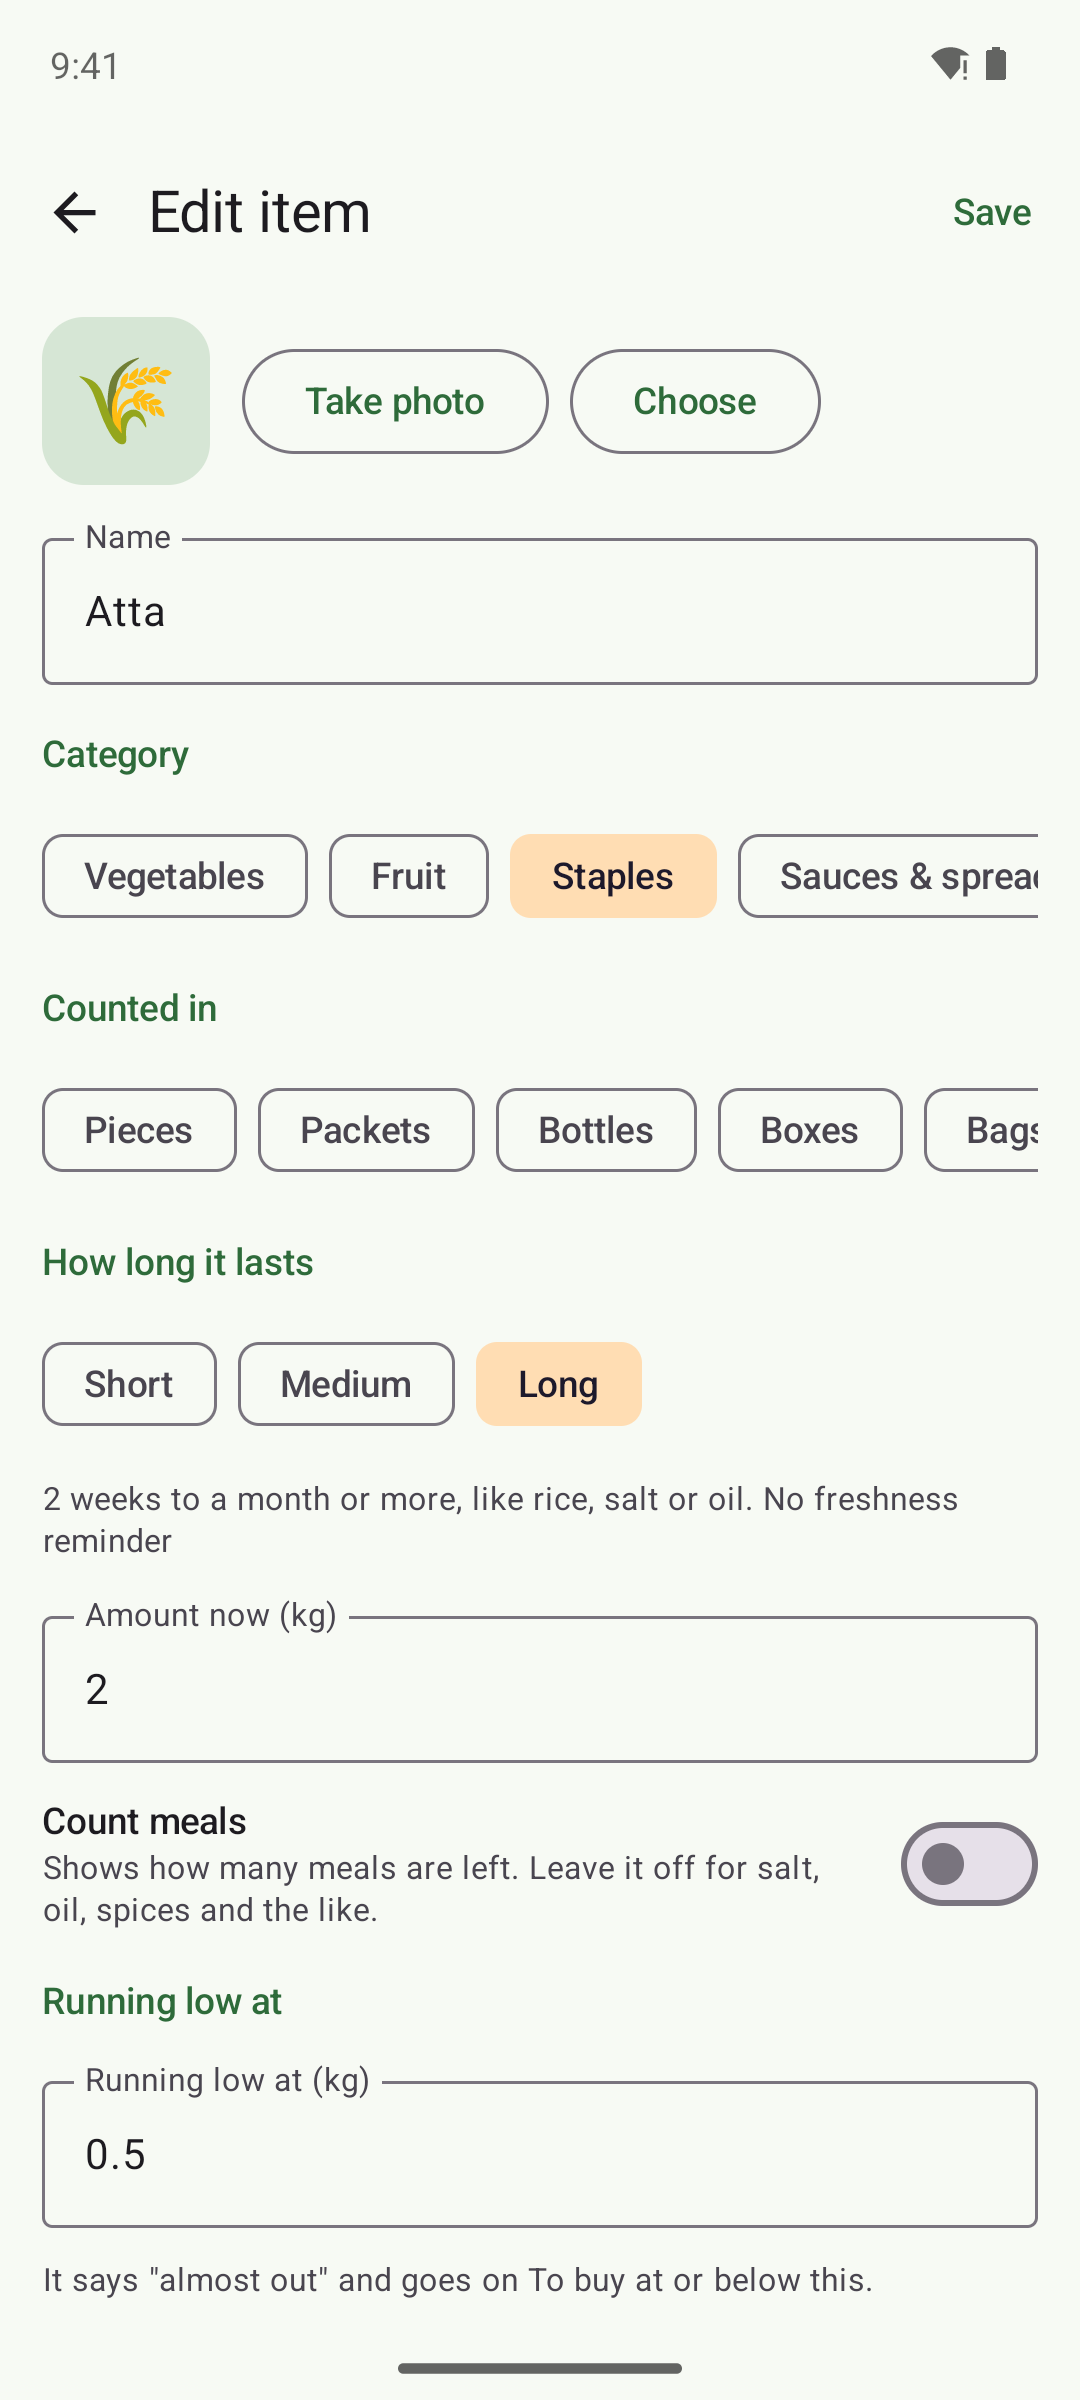 9:41
Edit item
Save
Take photo
Choose
Name
Atta
Category
Vegetables
Fruit
Staples
Sauces &
Counted in
Pieces
Packets
Bottles
Boxes
Bags
How long it lasts
Short
Medium
Long
2 weeks to a month or more, like rice, salt or oil. No freshness
reminder
Amount now (kg)
2
Count meals
Shows how many meals are left. Leave it off for salt,
oil, spices and the like.
Running low at
Running low at (kg)
0.5
It says "almost out" and goes on To buy at or below this.